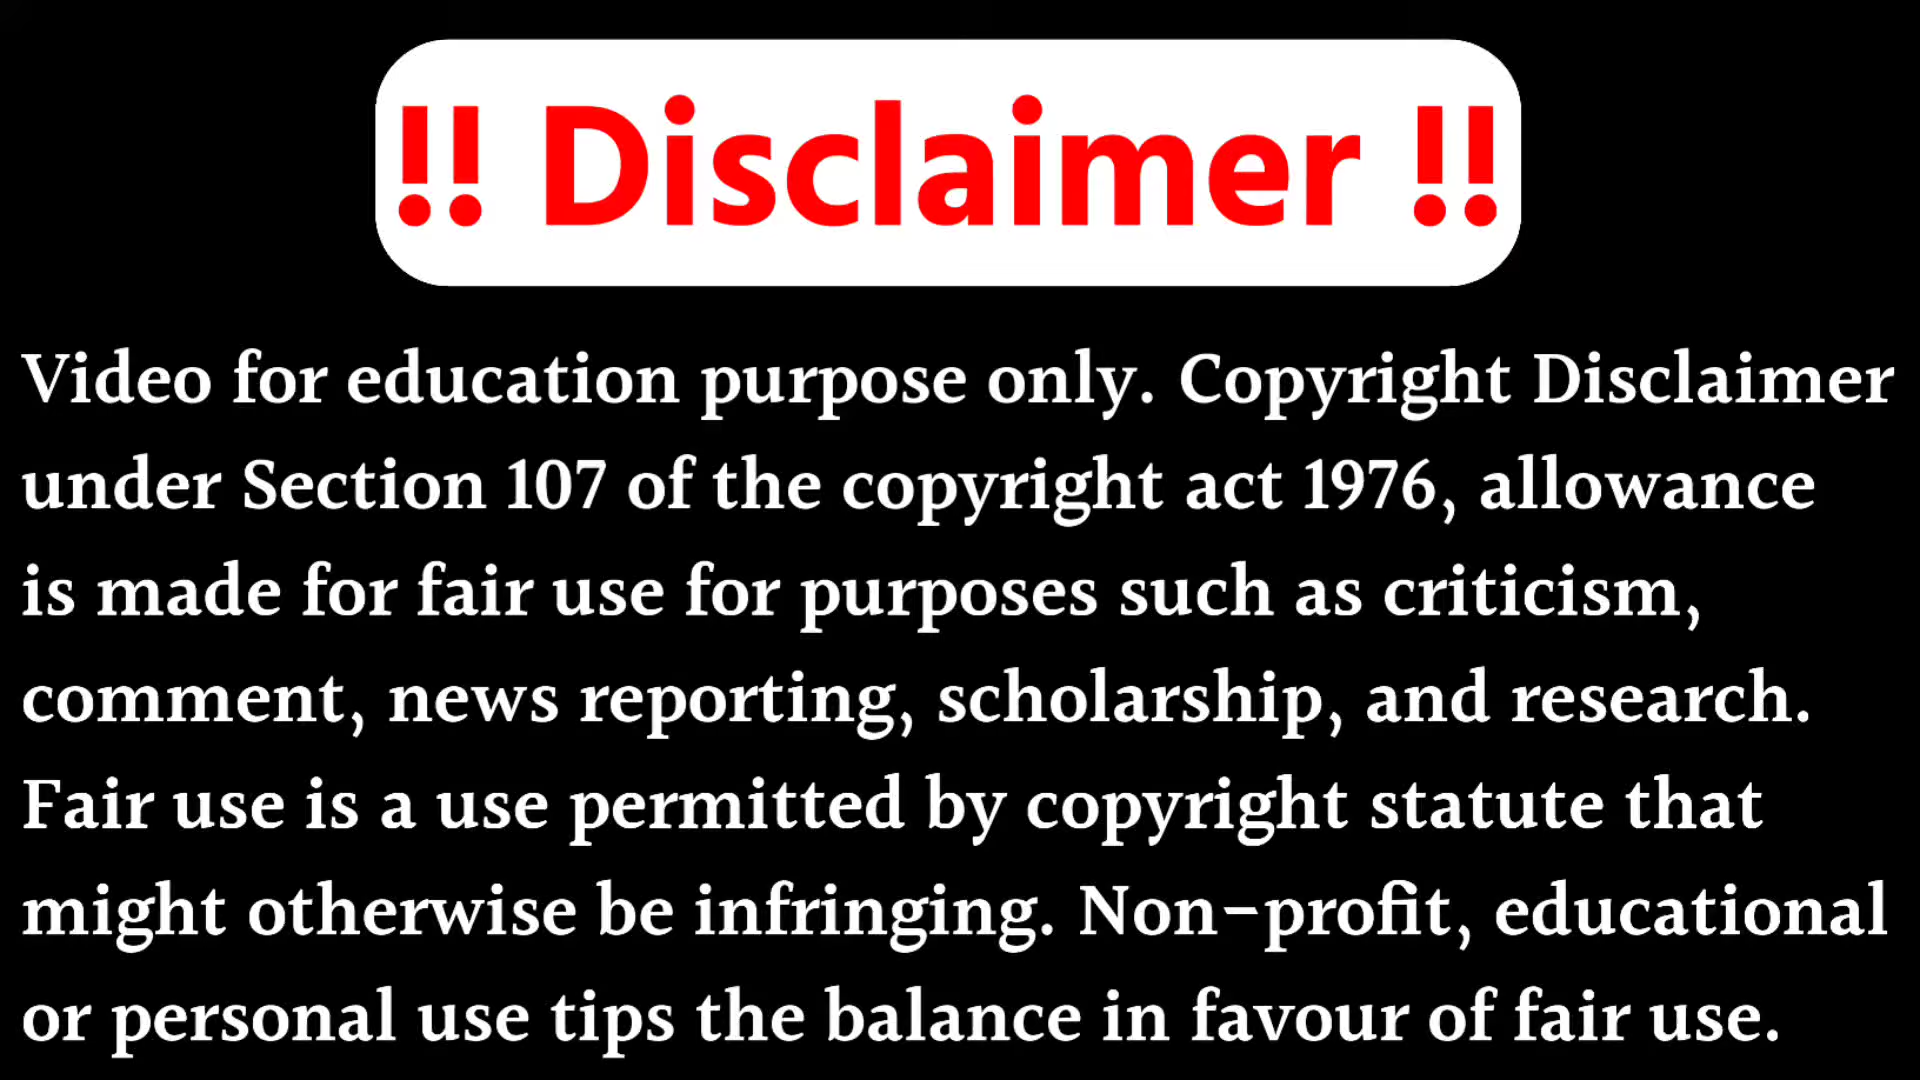 !! Disclaimer !!
Video for education purpose only. Copyright Disclaimer
under Section 107 of the copyright act 1976, allowance
is made for fair use for purposes such as criticism,
comment, news reporting, scholarship, and research.
Fair use is a use permitted by copyright statute that
might otherwise be infringing. Non-profit, educational
or personal use tips the balance in favour of fair use.